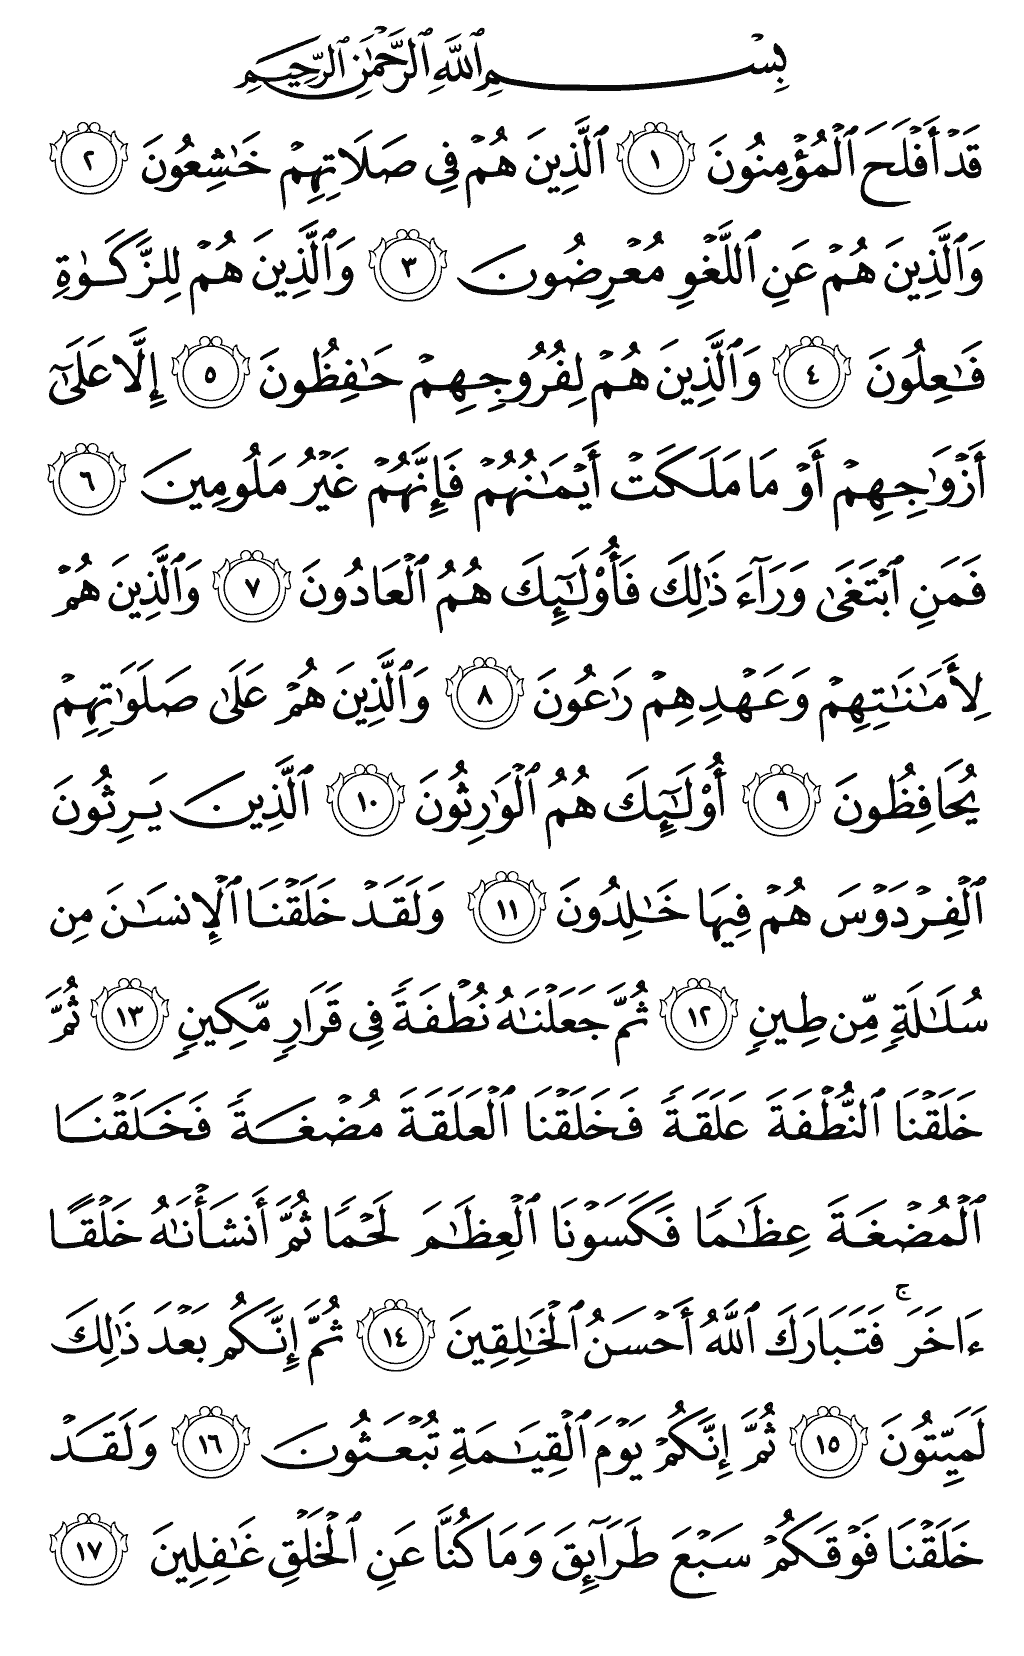 بِسْمِ ٱللَّهِ ٱلرَّحْمَٰنِ ٱلرَّحِيمِ
قَدْ أَفْلَحَ ٱلْمُؤْمِنُونَ ١ ٱلَّذِينَ هُمْ فِى صَلَاتِهِمْ خَٰشِعُونَ ٢
وَٱلَّذِينَ هُمْ عَنِ ٱللَّغْوِ مُعْرِضُونَ ٣ وَٱلَّذِينَ هُمْ لِلزَّكَوٰةِ
فَٰعِلُونَ ٤ وَٱلَّذِينَ هُمْ لِفُرُوجِهِمْ حَٰفِظُونَ ٥ إِلَّا عَلَىٰٓ
أَزْوَٰجِهِمْ أَوْ مَا مَلَكَتْ أَيْمَٰنُهُمْ فَإِنَّهُمْ غَيْرُ مَلُومِينَ ٦
فَمَنِ ٱبْتَغَىٰ وَرَآءَ ذَٰلِكَ فَأُو۟لَٰٓئِكَ هُمُ ٱلْعَادُونَ ٧ وَٱلَّذِينَ هُمْ
لِأَمَٰنَٰتِهِمْ وَعَهْدِهِمْ رَٰعُونَ ٨ وَٱلَّذِينَ هُمْ عَلَىٰ صَلَوَٰتِهِمْ
يُحَافِظُونَ ٩ أُو۟لَٰٓئِكَ هُمُ ٱلْوَٰرِثُونَ ١٠ ٱلَّذِينَ يَرِثُونَ
ٱلْفِرْدَوْسَ هُمْ فِيهَا خَٰلِدُونَ ١١ وَلَقَدْ خَلَقْنَا ٱلْإِنسَٰنَ مِن
سُلَٰلَةٍ مِّن طِينٍ ١٢ ثُمَّ جَعَلْنَٰهُ نُطْفَةً فِى قَرَارٍ مَّكِينٍ ١٣ ثُمَّ
خَلَقْنَا ٱلنُّطْفَةَ عَلَقَةً فَخَلَقْنَا ٱلْعَلَقَةَ مُضْغَةً فَخَلَقْنَا
ٱلْمُضْغَةَ عِظَٰمًا فَكَسَوْنَا ٱلْعِظَٰمَ لَحْمًا ثُمَّ أَنشَأْنَٰهُ خَلْقًا
ءَاخَرَ ۚ فَتَبَارَكَ ٱللَّهُ أَحْسَنُ ٱلْخَٰلِقِينَ ١٤ ثُمَّ إِنَّكُم بَعْدَ ذَٰلِكَ
لَمَيِّتُونَ ١٥ ثُمَّ إِنَّكُمْ يَوْمَ ٱلْقِيَٰمَةِ تُبْعَثُونَ ١٦ وَلَقَدْ
خَلَقْنَا فَوْقَكُمْ سَبْعَ طَرَآئِقَ وَمَا كُنَّا عَنِ ٱلْخَلْقِ غَٰفِلِينَ ١٧